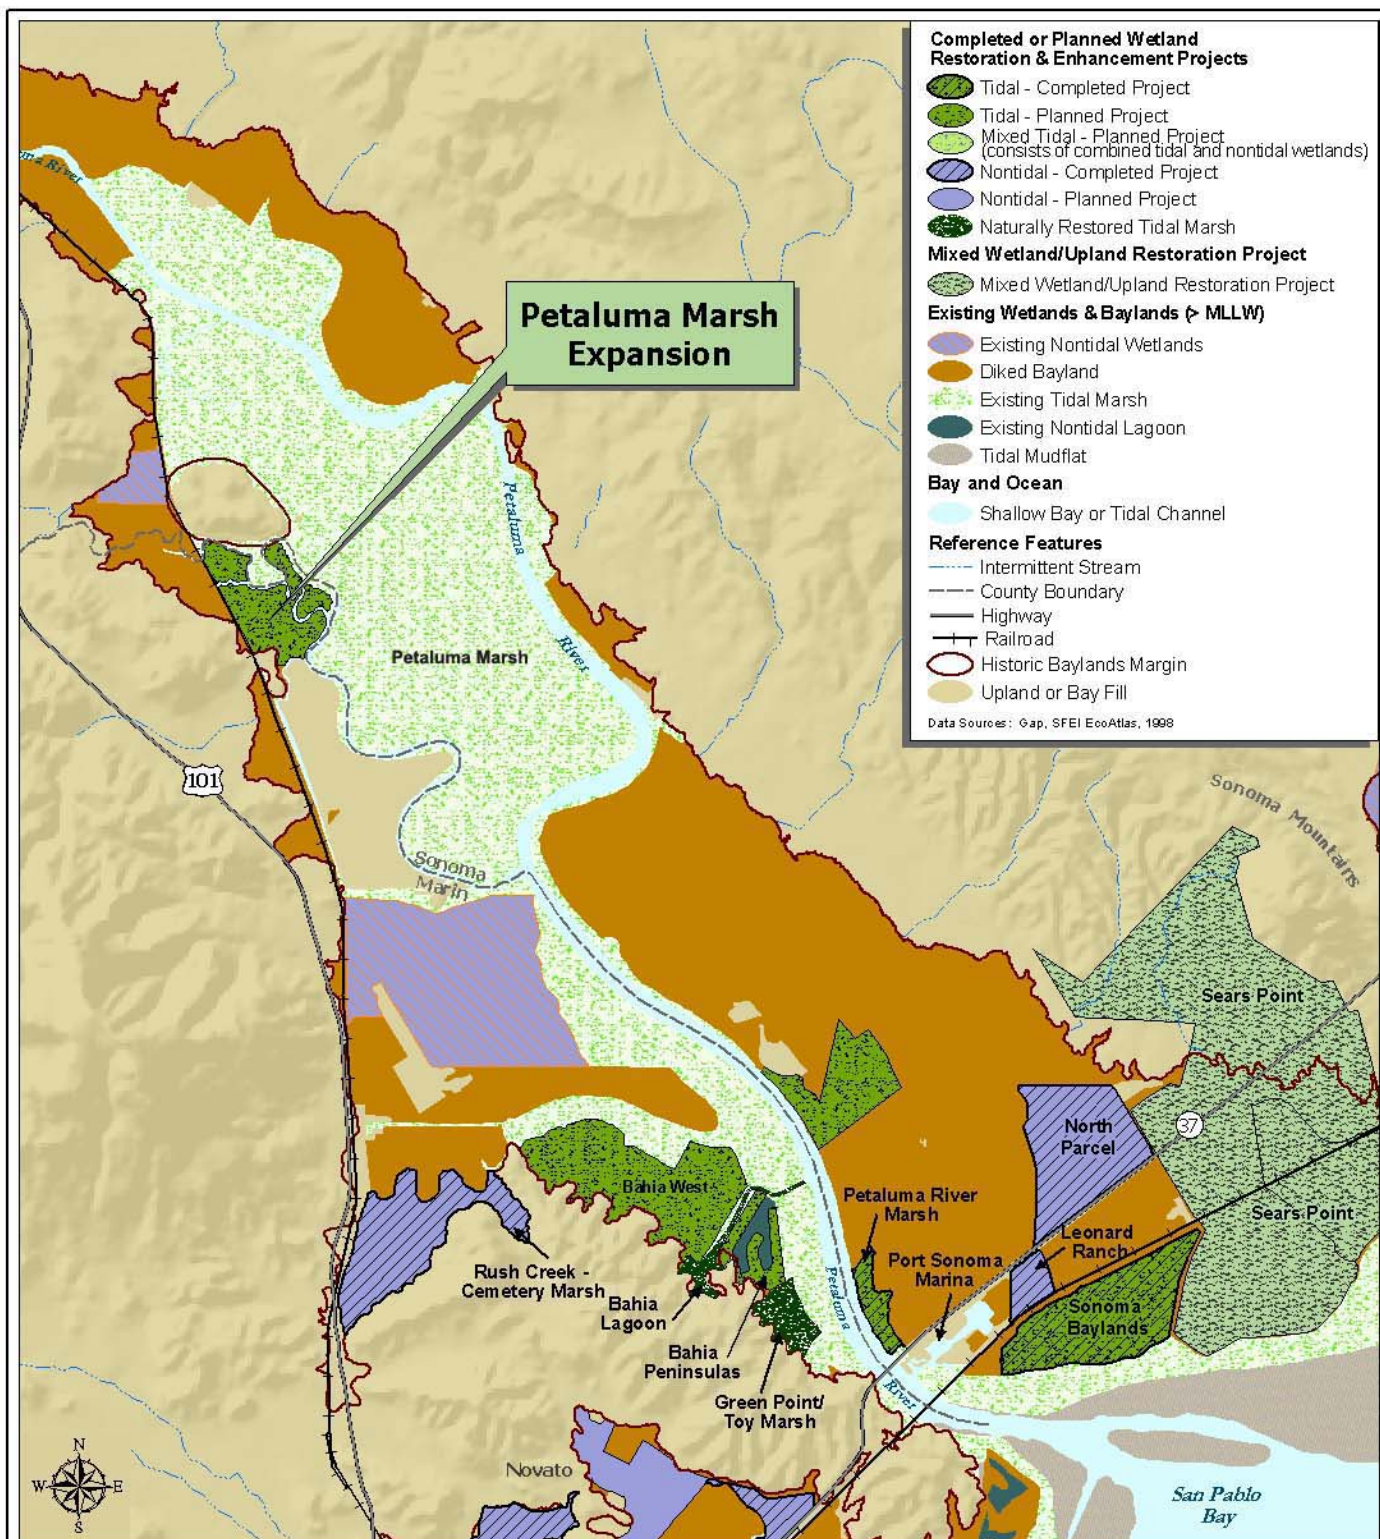 Completed or Planned Wetland
Restoration & Enhancement Projects
Tidal - Completed Project
Tidal - Planned Project
Mixed Tidal - Planned Project
(consists of combined tidal and nontidal wetlands)
Nontidal - Completed Project
Nontidal - Planned Project
Naturally Restored Tidal Marsh
Mixed Wetland/Upland Restoration Project
Mixed Wetland/Upland Restoration Project
Existing Wetlands & Baylands (> MLLW)
Existing Nontidal Wetlands
Diked Bayland
Existing Tidal Marsh
Existing Nontidal Lagoon
Tidal Mudflat
Bay and Ocean
Shallow Bay or Tidal Channel
Reference Features
Intermittent Stream
County Boundary
Highway
Railroad
Historic Baylands Margin
Upland or Bay Fill
Data Sources: Gap, SFEI EcoAtlas, 1998
River
Petaluma Marsh
Expansion
Petaluma
River
Petaluma Marsh
101
Sonoma Mountains
Sonoma
Marin
Sears Point
North
Parcel
37
Bahia West
Petaluma River
Marsh
Sears Point
Leonard
Ranch
Port Sonoma
Marina
Rush Creek -
Cemetery Marsh
Petaluma
Bahia
Lagoon
Sonoma
Baylands
Bahia
Peninsulas
Green Point/
Toy Marsh
River
Novato
N
W E
S
San Pablo
Bay